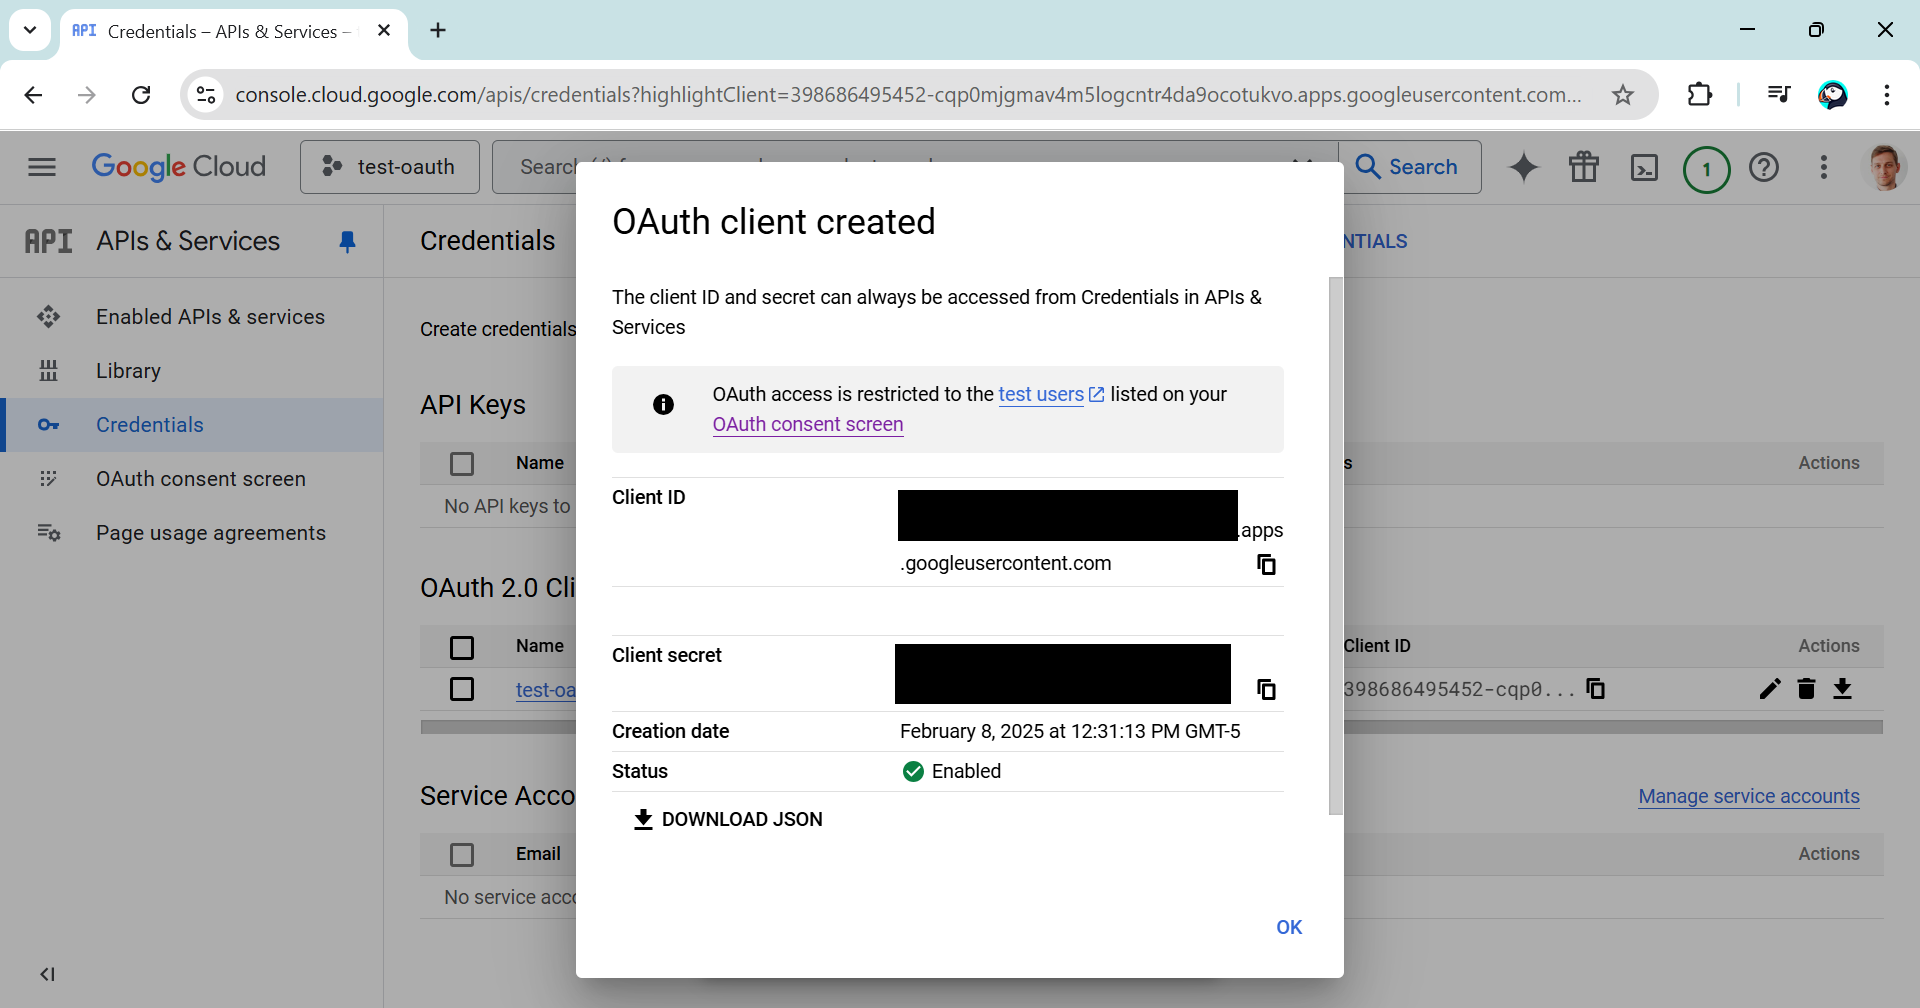 API Credentials – APIs & Services –
console.cloud.google.com/apis/credentials?highlightClient=398686495452-cqp0mjgmav4m5logcntr4da9ocotukvo.apps.googleusercontent.com...
Google Cloud
test-oauth
Search
Search
1
API APIs & Services
Credentials
NTIALS
Enabled APIs & services
Library
Credentials
OAuth consent screen
Page usage agreements
Create credentials
API Keys
Name
s
Actions
No API keys to
OAuth 2.0 Cli
Name
Client ID
Actions
test-oa
398686495452-cqp0...
Service Acco
Manage service accounts
Email
Actions
No service acco
OAuth client created
The client ID and secret can always be accessed from Credentials in APIs &
Services
OAuth access is restricted to the test users listed on your
OAuth consent screen
Client ID
.apps
.googleusercontent.com
Client secret
Creation date
February 8, 2025 at 12:31:13 PM GMT-5
Status
Enabled
DOWNLOAD JSON
OK